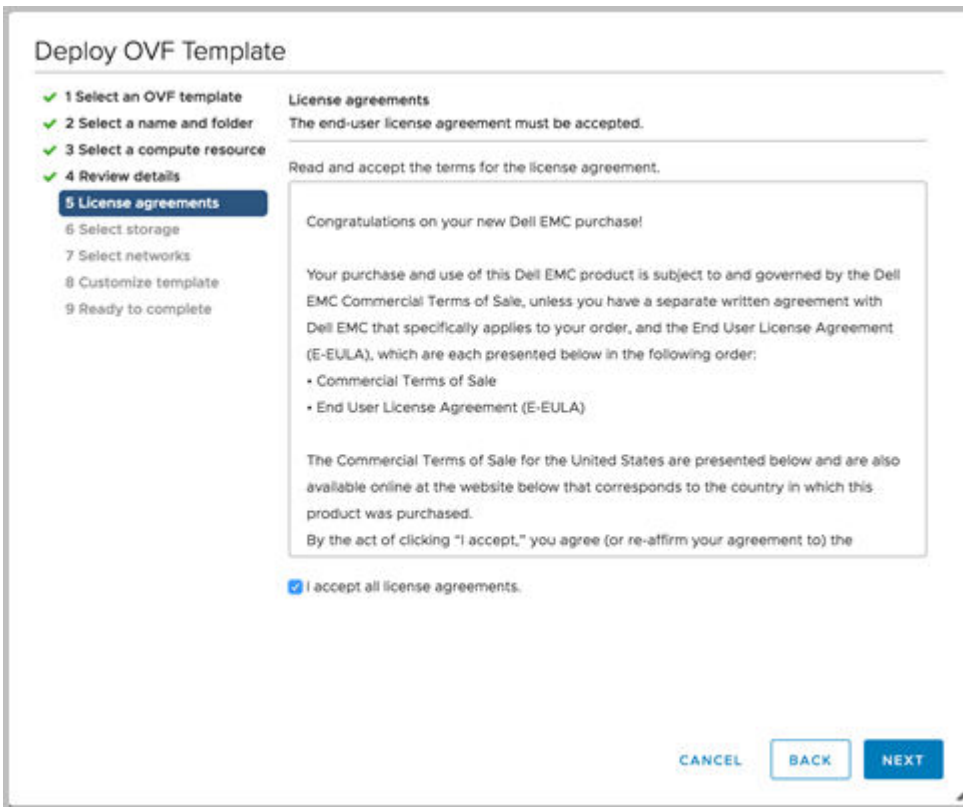 Deploy OVF Template
1 Select an OVF template
2 Select a name and folder
3 Select a compute resource
4 Review details
5 License agreements
6 Select storage
7 Select networks
8 Customize template
9 Ready to complete
License agreements
The end-user license agreement must be accepted.
Read and accept the terms for the license agreement.
Congratulations on your new Dell EMC purchase!
Your purchase and use of this Dell EMC product is subject to and governed by the Dell
EMC Commercial Terms of Sale, unless you have a separate written agreement with
Dell EMC that specifically applies to your order, and the End User License Agreement
(E-EULA), which are each presented below in the following order:
• Commercial Terms of Sale
• End User License Agreement (E-EULA)
The Commercial Terms of Sale for the United States are presented below and are also
available online at the website below that corresponds to the country in which this
product was purchased.
By the act of clicking “I accept,” you agree (or re-affirm your agreement to) the
I accept all license agreements.
CANCEL
BACK
NEXT